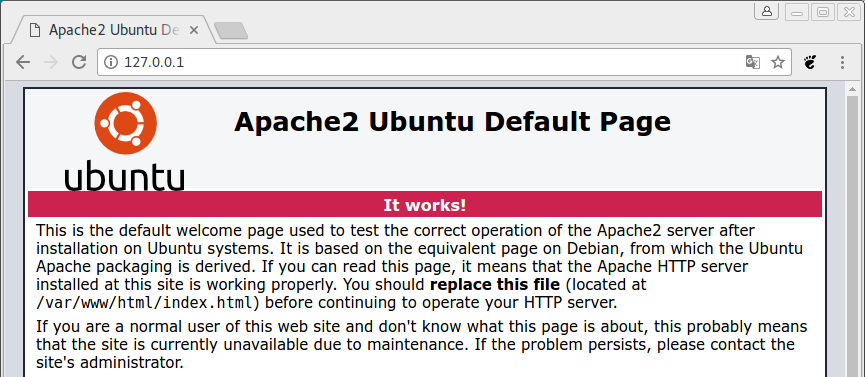 Apache2 Ubuntu De
127.0.0.1
ubuntu
Apache2 Ubuntu Default Page
It works!
This is the default welcome page used to test the correct operation of the Apache2 server after
installation on Ubuntu systems. It is based on the equivalent page on Debian, from which the Ubuntu
Apache packaging is derived. If you can read this page, it means that the Apache HTTP server
installed at this site is working properly. You should replace this file (located at
/var/www/html/index.html) before continuing to operate your HTTP server.
If you are a normal user of this web site and don't know what this page is about, this probably means
that the site is currently unavailable due to maintenance. If the problem persists, please contact the
site's administrator.